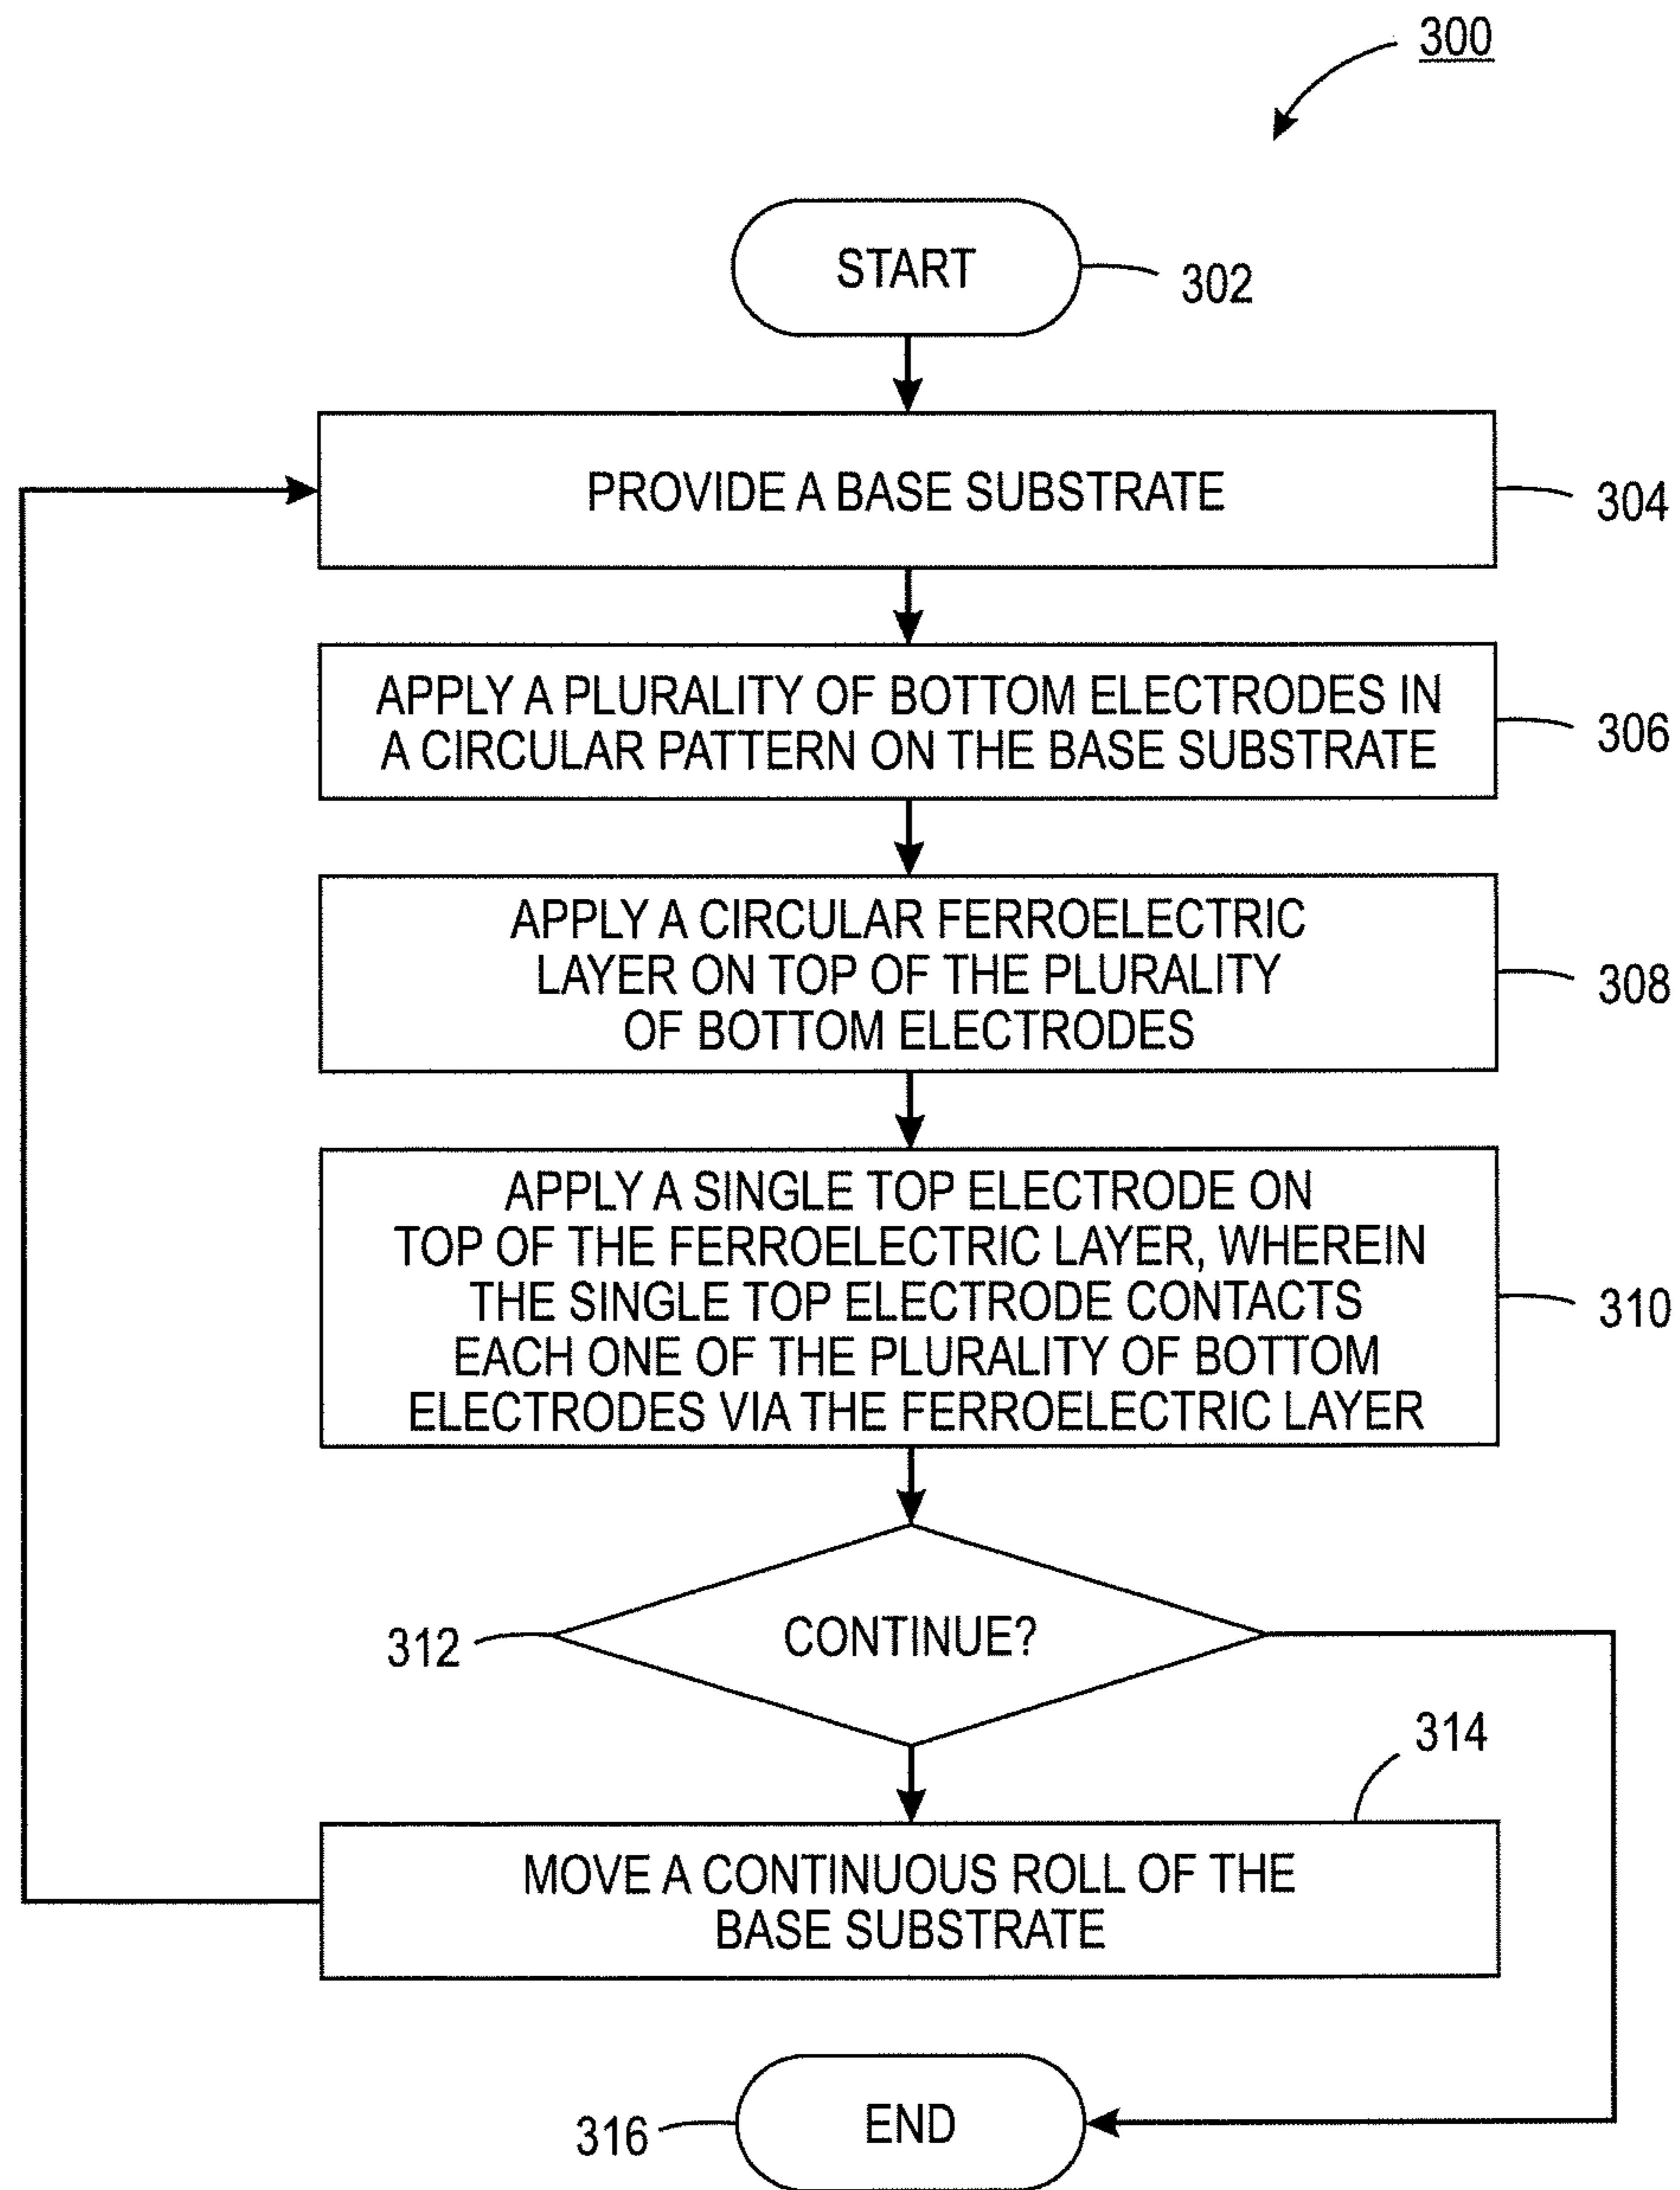 300
START
302
PROVIDE A BASE SUBSTRATE
304
APPLY A PLURALITY OF BOTTOM ELECTRODES IN
A CIRCULAR PATTERN ON THE BASE SUBSTRATE
306
APPLY A CIRCULAR FERROELECTRIC
LAYER ON TOP OF THE PLURALITY
OF BOTTOM ELECTRODES
308
APPLY A SINGLE TOP ELECTRODE ON
TOP OF THE FERROELECTRIC LAYER, WHEREIN
THE SINGLE TOP ELECTRODE CONTACTS
EACH ONE OF THE PLURALITY OF BOTTOM
ELECTRODES VIA THE FERROELECTRIC LAYER
310
312
CONTINUE?
314
MOVE A CONTINUOUS ROLL OF THE
BASE SUBSTRATE
316
END